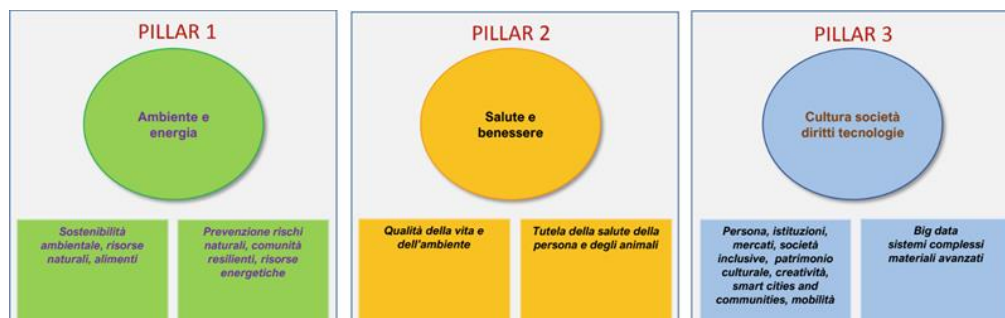 PILLAR 1
Ambiente e
energia
Sostenibilità
ambientale, risorse
naturali, alimenti
Prevenzione rischi
naturali, comunità
resilienti, risorse
energetiche
PILLAR 2
Salute e
benessere
Qualità della vita e
dell'ambiente
Tutela della salute della
persona e degli animali
PILLAR 3
Cultura società
diritti tecnologie
Persona, istituzioni,
mercati, società
inclusive, patrimonio
culturale, creatività,
smart cities and
communities, mobilità
Big data
sistemi complessi
materiali avanzati